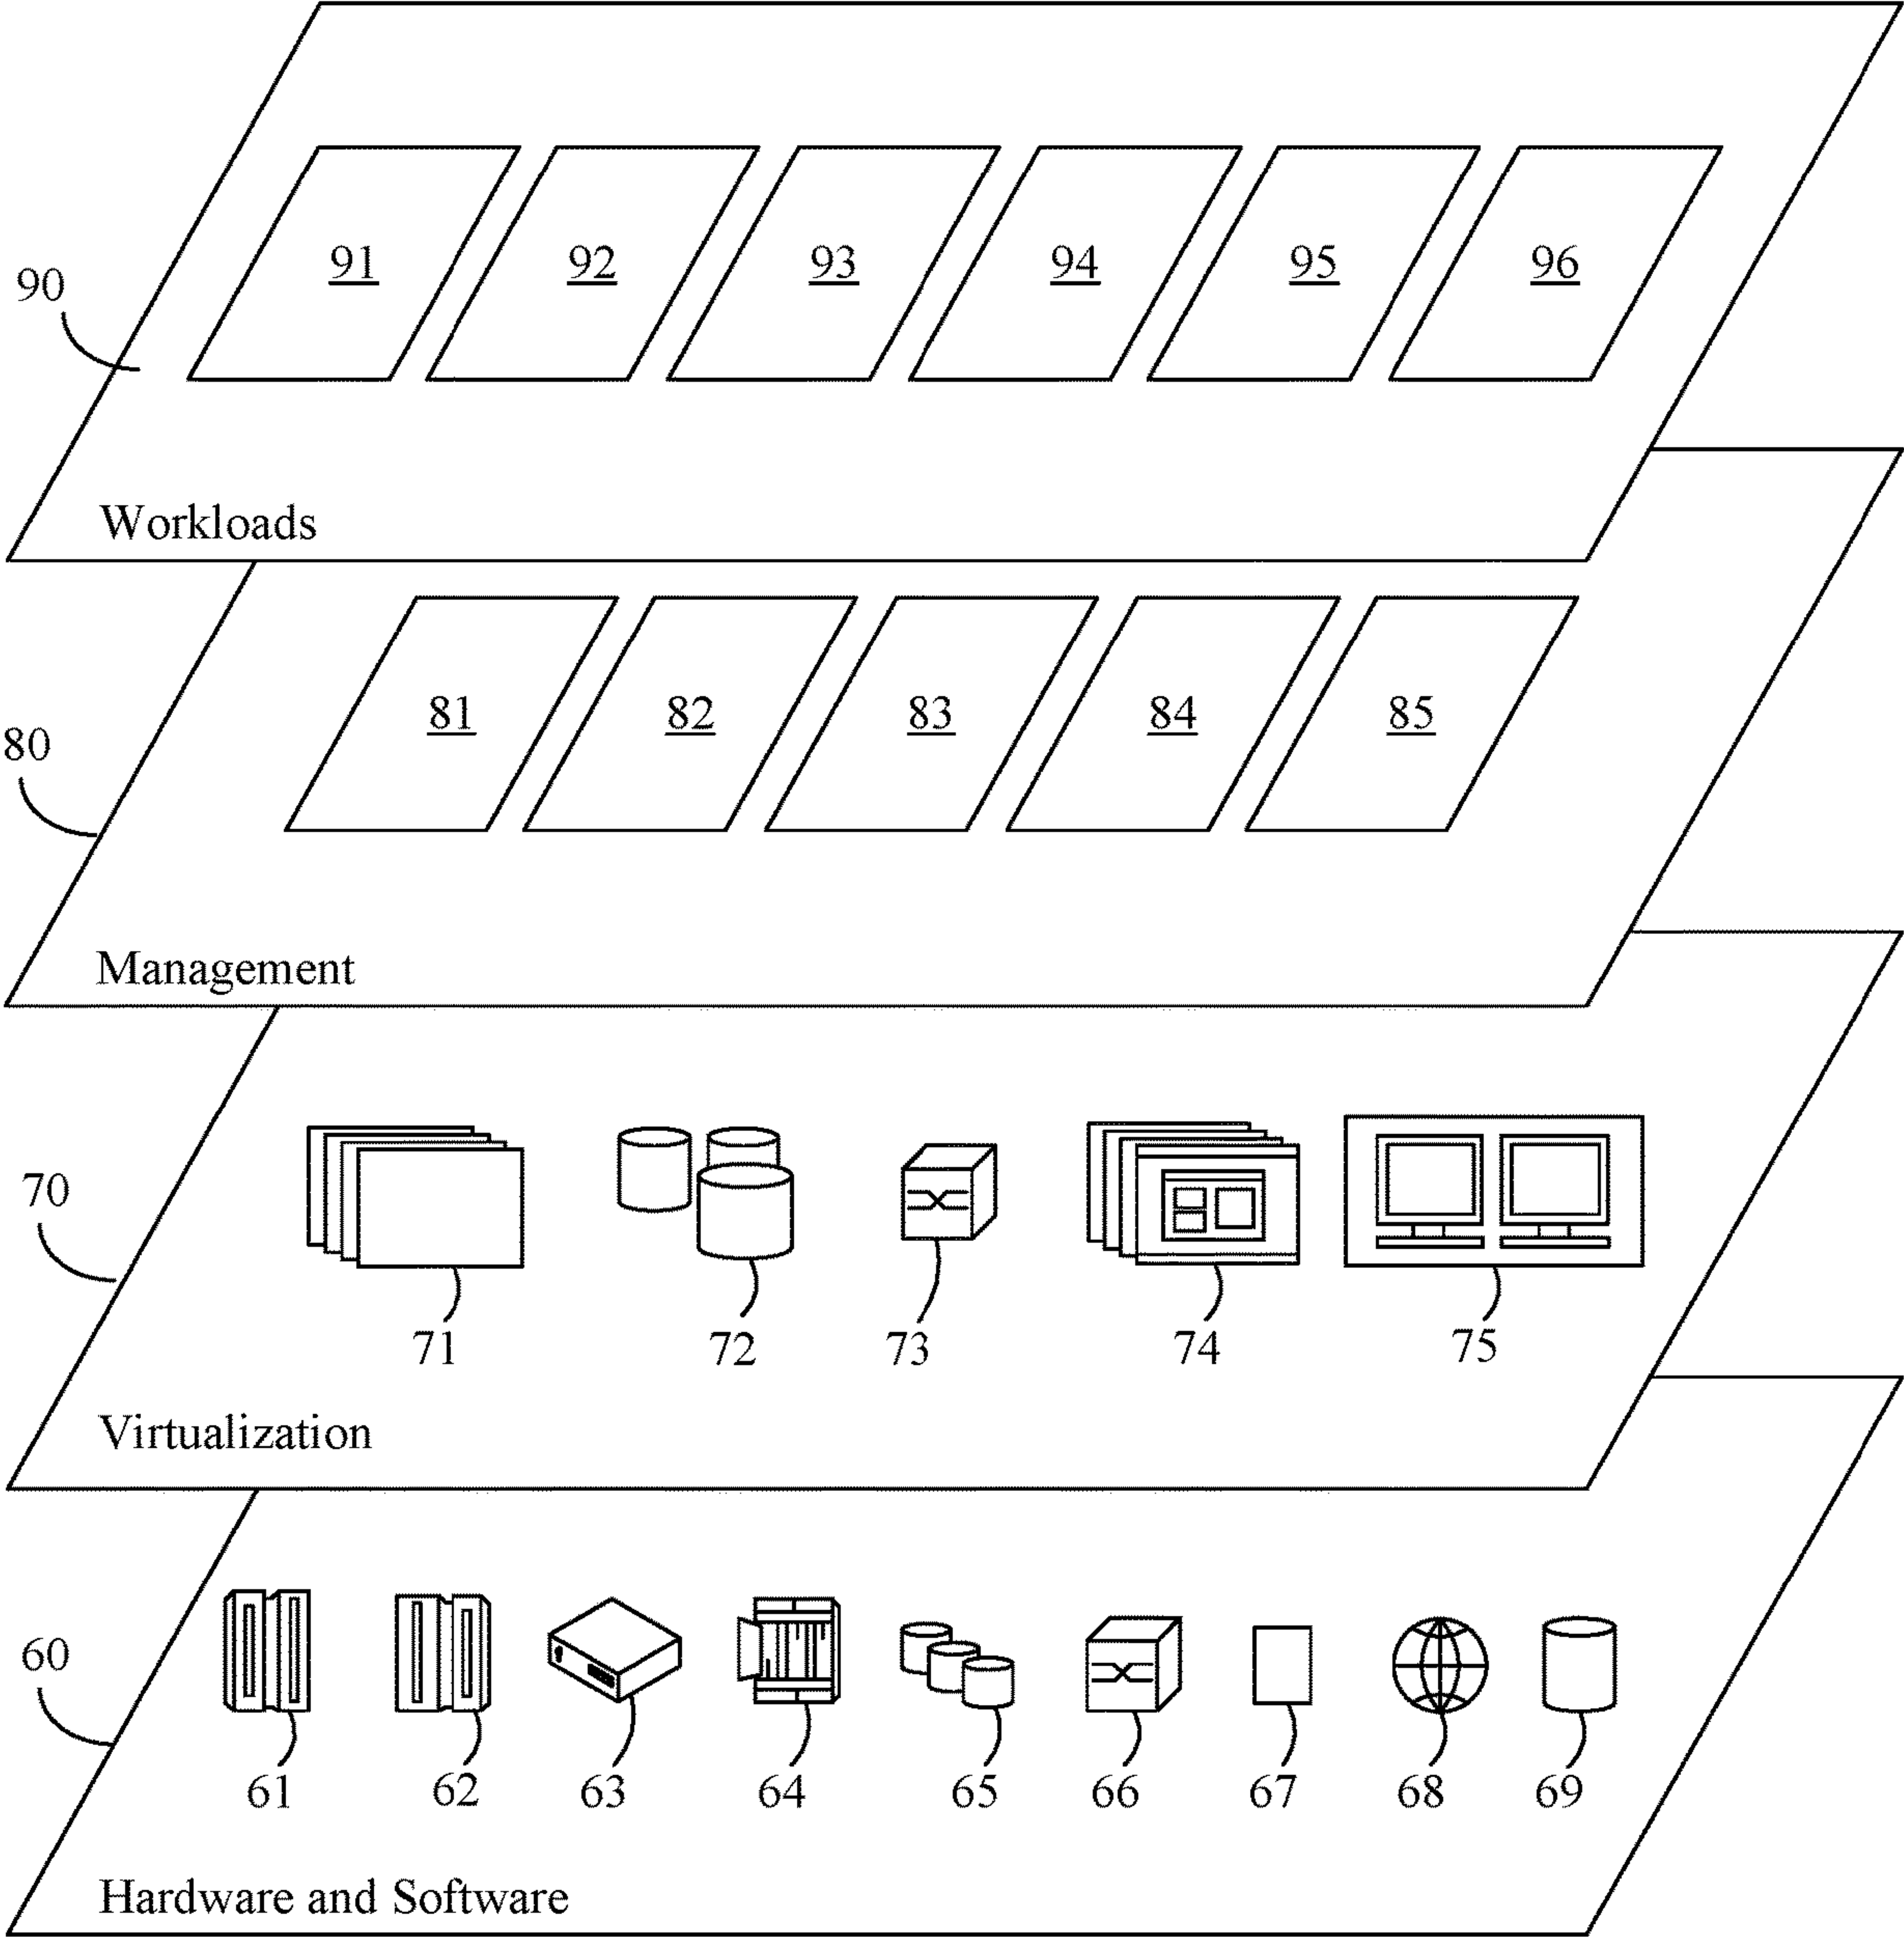 91 92 93 94 95 96
90
Workloads
81 82 83 84 85
80
Management
70
71 72 73 74 75
Virtualization
60
61 62 63 64 65 66 67 68 69
Hardware and Software